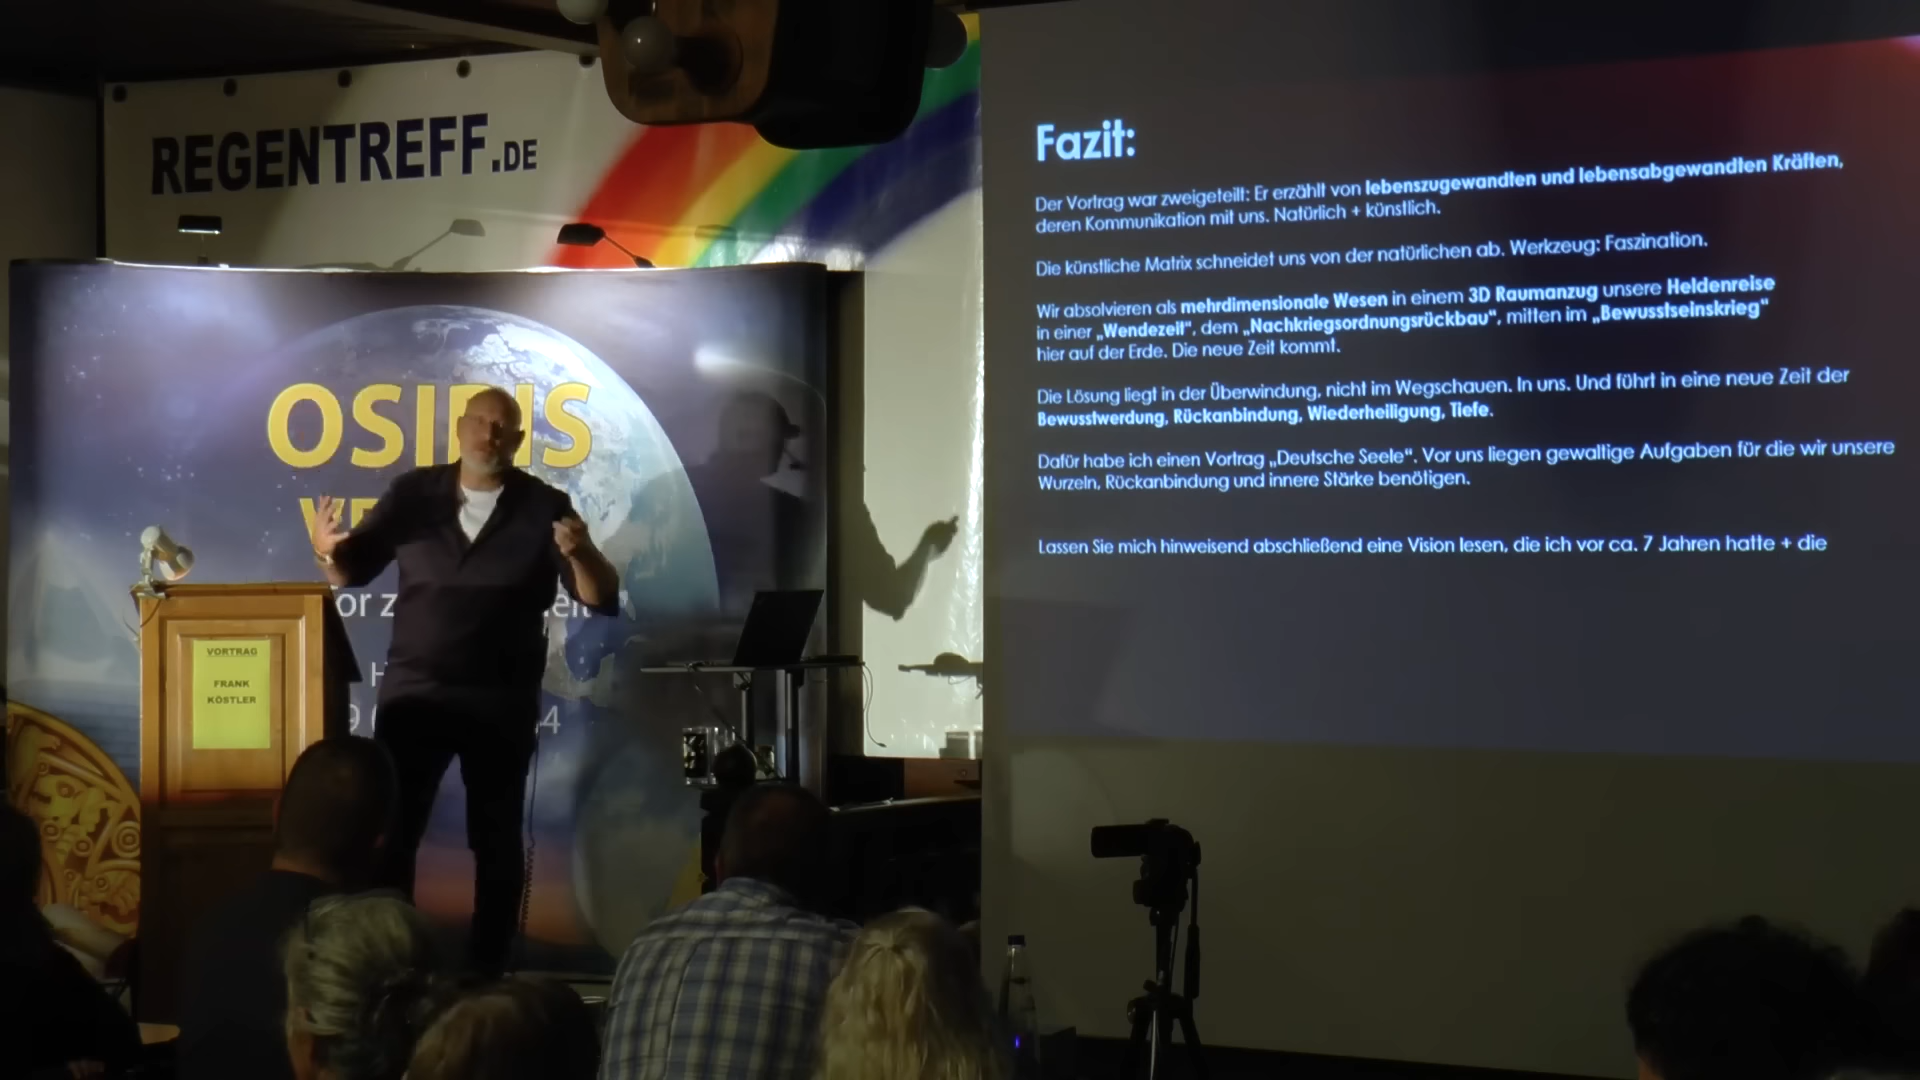 REGENTREFF.DE
OSIRIS
VORTRAG
FRANK
KÖSTLER
Fazit:
Der Vortrag war zweigeteilt: Er erzählt von lebenszugewandten und lebensabgewandten Kräften,
deren Kommunikation mit uns. Natürlich + künstlich.
Die künstliche Matrix schneidet uns von der natürlichen ab. Werkzeug: Faszination.
Wir absolvieren als mehrdimensionale Wesen in einem 3D Raumanzug unsere Heldenreise
in einer „Wendezeit“, dem „Nachkriegsordnungsrückbau“, mitten im „Bewusstseinskrieg“
hier auf der Erde. Die neue Zeit kommt.
Die Lösung liegt in der Überwindung, nicht im Wegschauen. In uns. Und führt in eine neue Zeit der
Bewusstwerdung, Rückanbindung, Wiederheiligung, Tiefe.
Dafür habe ich einen Vortrag „Deutsche Seele“. Vor uns liegen gewaltige Aufgaben für die wir unsere
Wurzeln, Rückanbindung und innere Stärke benötigen.
Lassen Sie mich hinweisend abschließend eine Vision lesen, die ich vor ca. 7 Jahren hatte + die